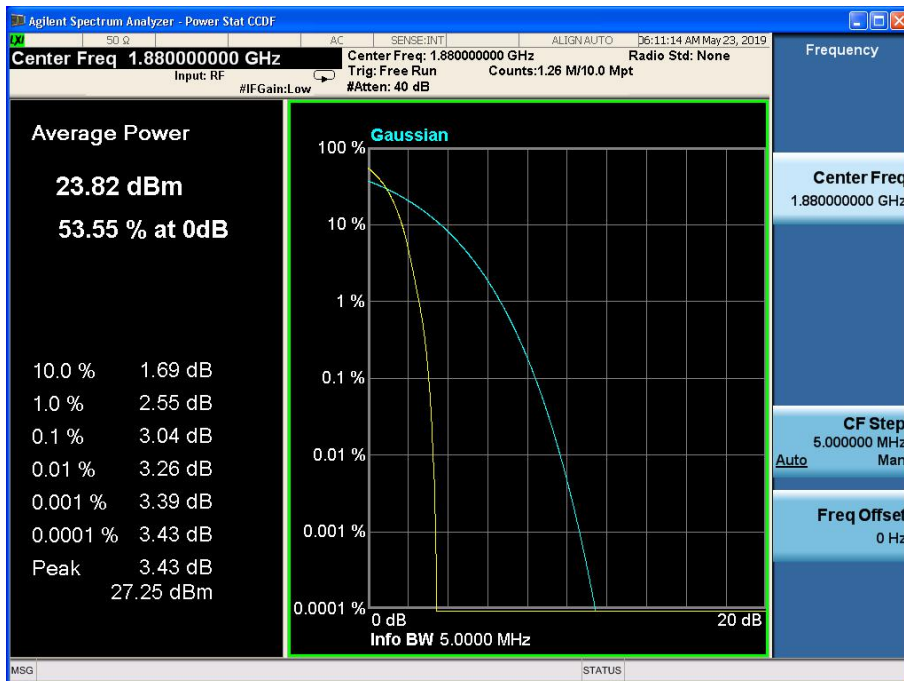 Agilent Spectrum Analyzer - Power Stat CCDF
LXI 50 Ω AC SENSE:INT ALIGN AUTO 06:11:14 AM May 23, 2019
Center Freq 1.880000000 GHz
Input: RF
#IFGain:Low
Center Freq: 1.880000000 GHz Radio Std: None
Trig: Free Run Counts:1.26 M/10.0 Mpt
#Atten: 40 dB
Frequency
Average Power
23.82 dBm
53.55 % at 0dB
10.0 % 1.69 dB
1.0 % 2.55 dB
0.1 % 3.04 dB
0.01 % 3.26 dB
0.001 % 3.39 dB
0.0001 % 3.43 dB
Peak 3.43 dB
27.25 dBm
Gaussian
100 %
10 %
1 %
0.1 %
0.01 %
0.001 %
0.0001 %
0 dB 20 dB
Info BW 5.0000 MHz
Center Freq
1.880000000 GHz
CF Step
5.000000 MHz
Auto Man
Freq Offset
0 Hz
MSG STATUS